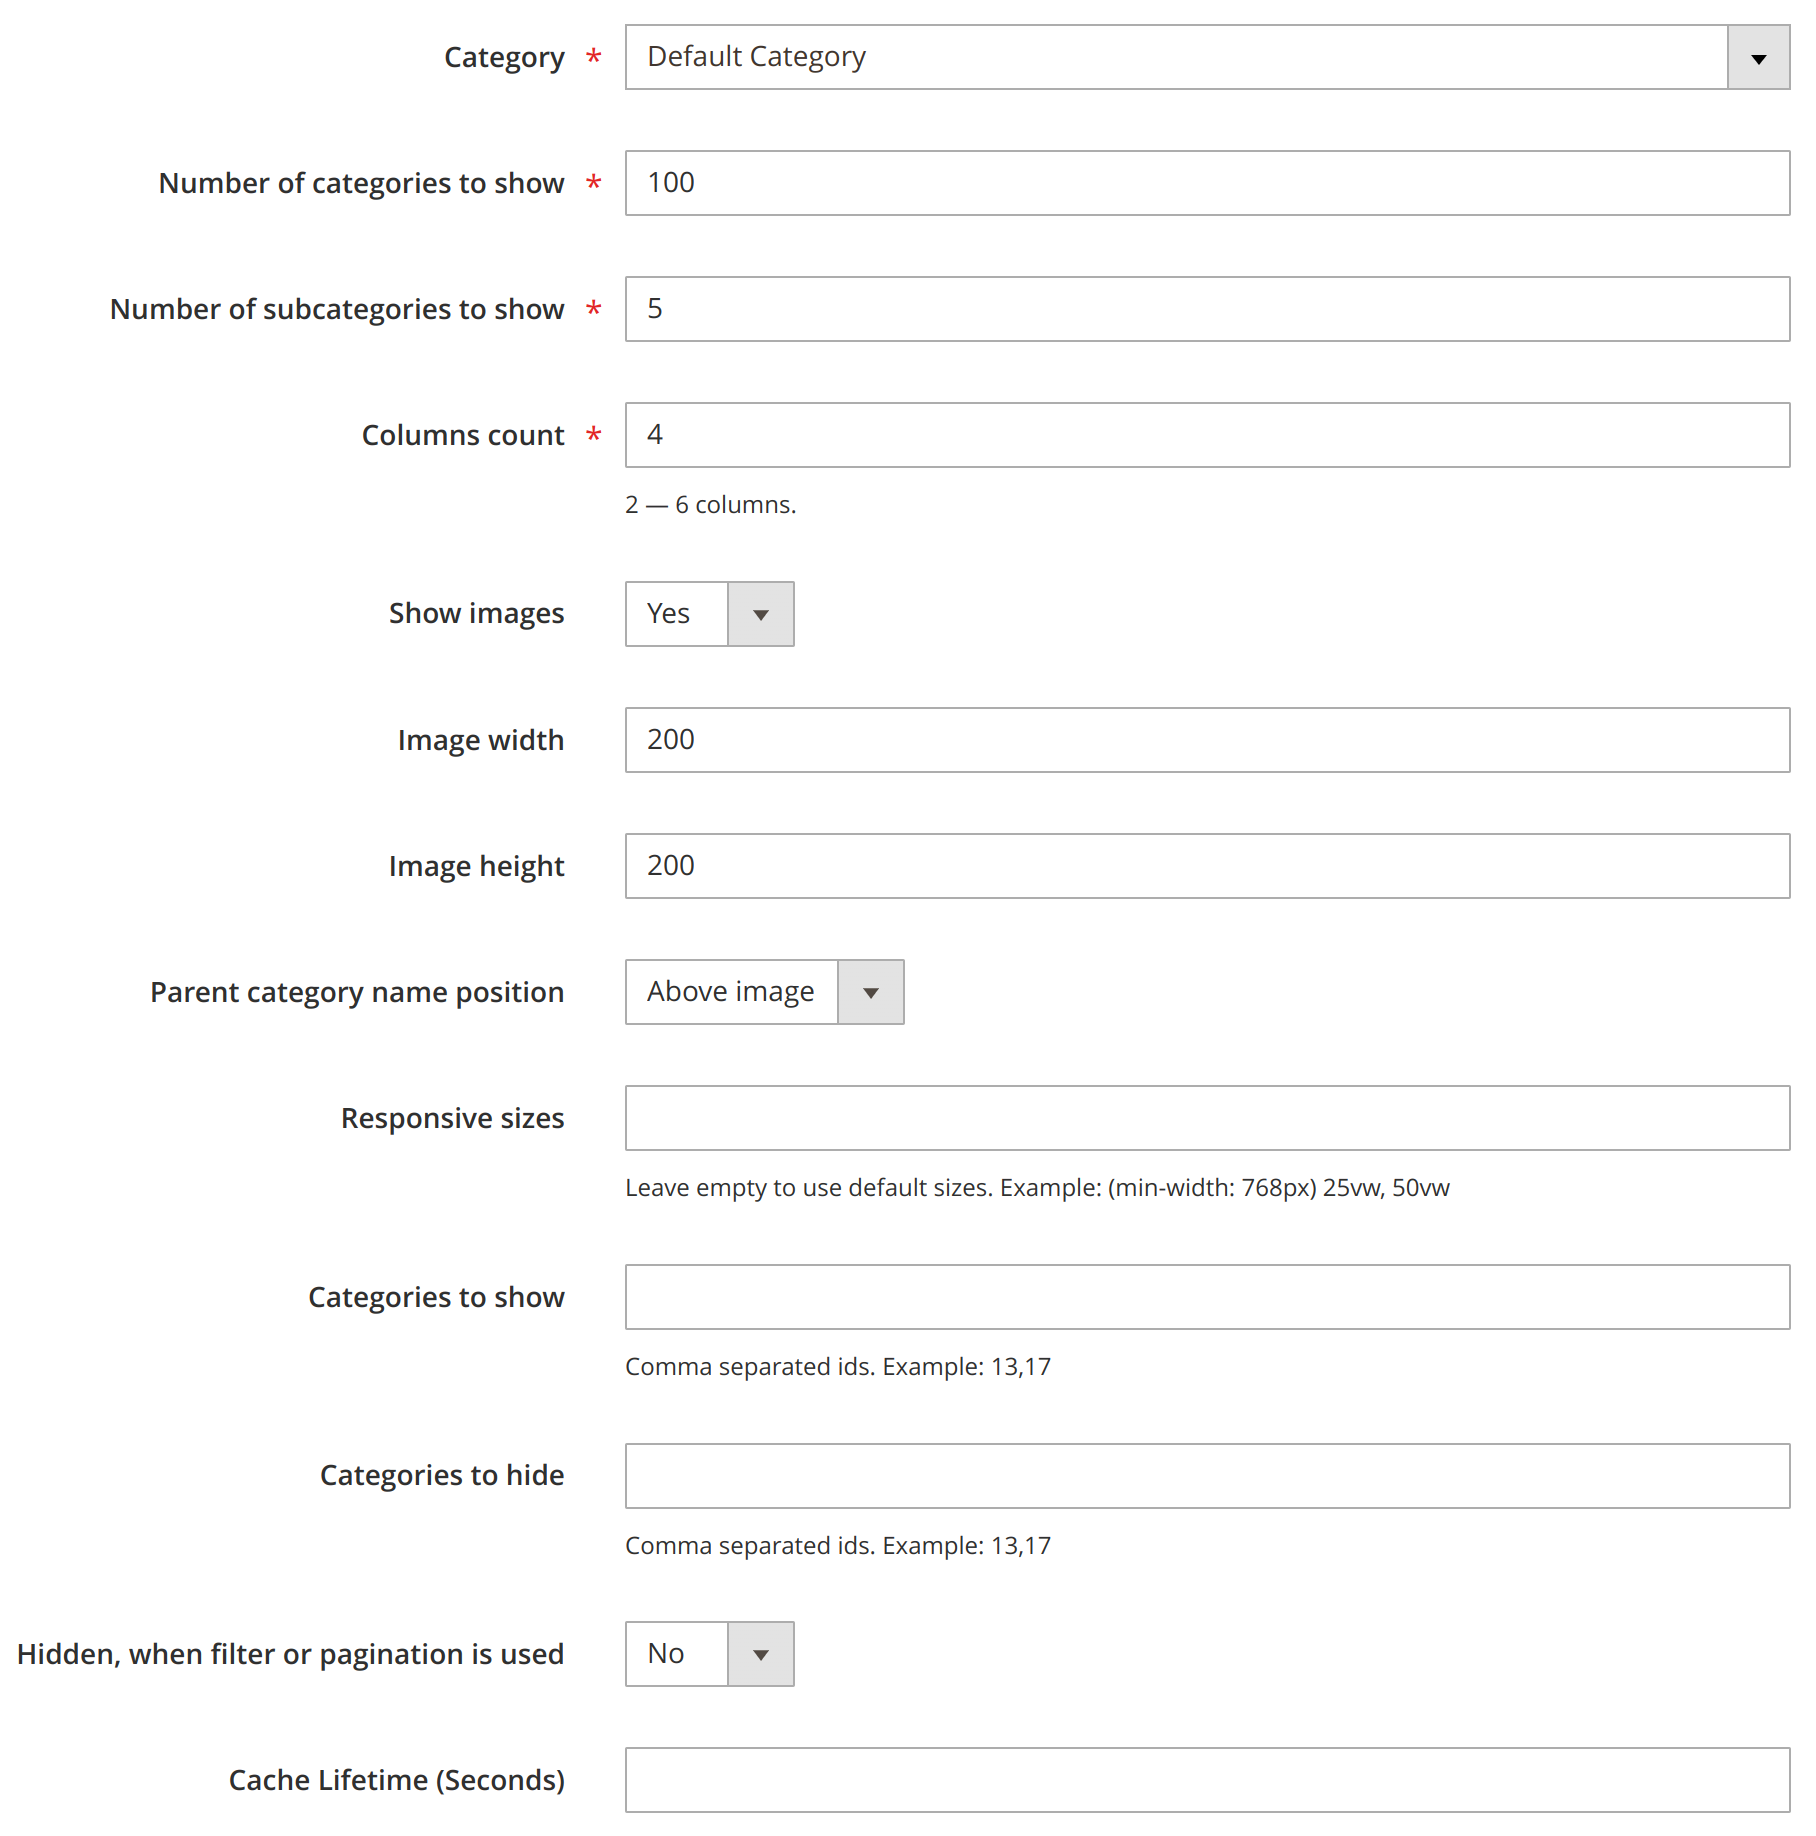 Category * Default Category
Number of categories to show * 100
Number of subcategories to show * 5
Columns count * 4
2 — 6 columns.
Show images Yes
Image width 200
Image height 200
Parent category name position Above image
Responsive sizes
Leave empty to use default sizes. Example: (min-width: 768px) 25vw, 50vw
Categories to show
Comma separated ids. Example: 13,17
Categories to hide
Comma separated ids. Example: 13,17
Hidden, when filter or pagination is used No
Cache Lifetime (Seconds)